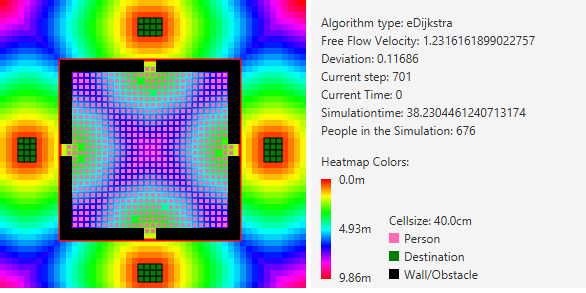 Algorithm type: eDijkstra
Free Flow Velocity: 1.2316161899022757
Deviation: 0.11686
Current step: 701
Current Time: 0
Simulationtime: 38.2304461240713174
People in the Simulation: 676
Heatmap Colors:
0.0m
4.93m
9.86m
Cellsize: 40.0cm
Person
Destination
Wall/Obstacle